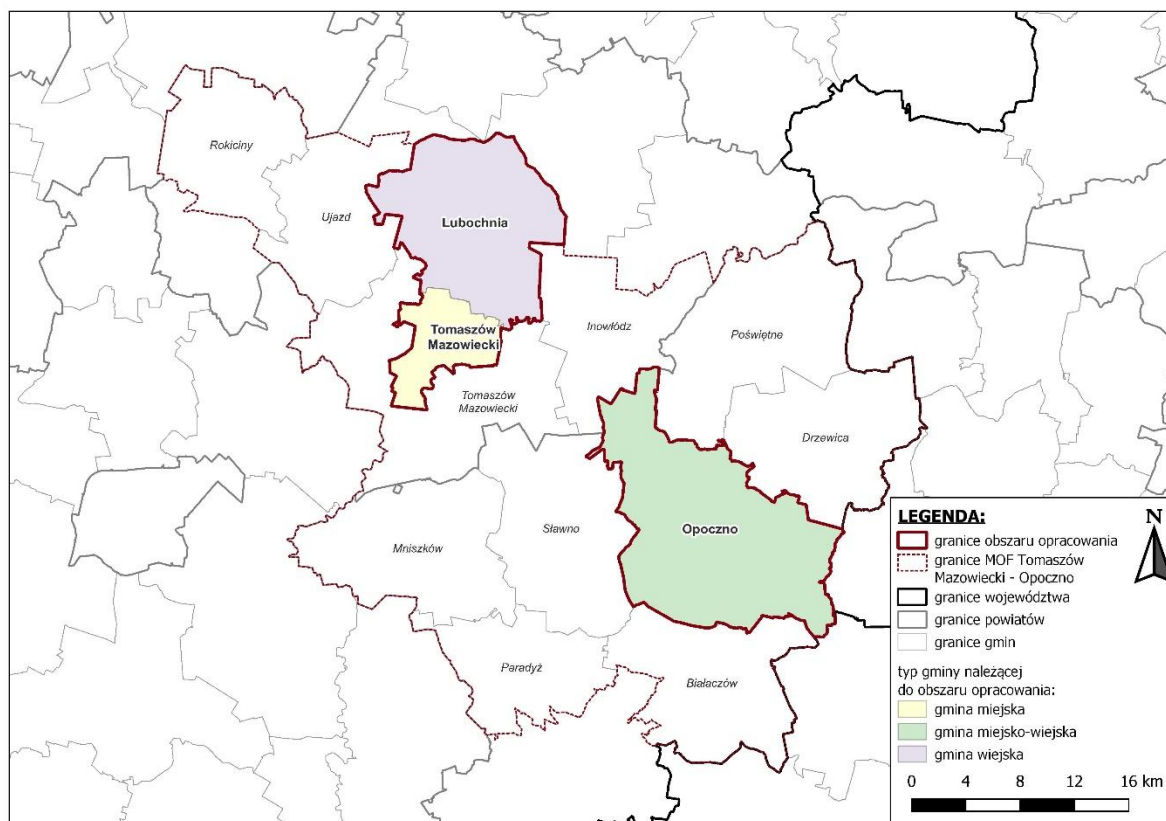 Rokiciny
Ujazd
Lubochnia
Tomaszów
Mazowiecki
Inowłódz
Poświętne
Tomaszów
Mazowiecki
Drzewica
Sławno
Opoczno
Mniszków
Paradyż
Białaczów
LEGENDA:
N
granice obszaru opracowania
granice MOF Tomaszów
Mazowiecki - Opoczno
granice województwa
granice powiatów
granice gmin
typ gminy należącej
do obszaru opracowania:
gmina miejska
gmina miejsko-wiejska
gmina wiejska
0 4 8 12 16 km